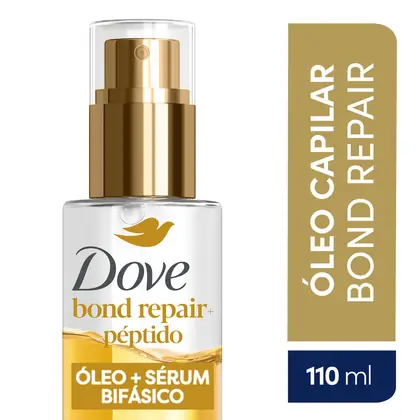 Dove
bond repair+
péptido
ÓLEO + SÉRUM
BIFÁSICO
ÓLEO CAPILAR
BOND REPAIR
110 ml